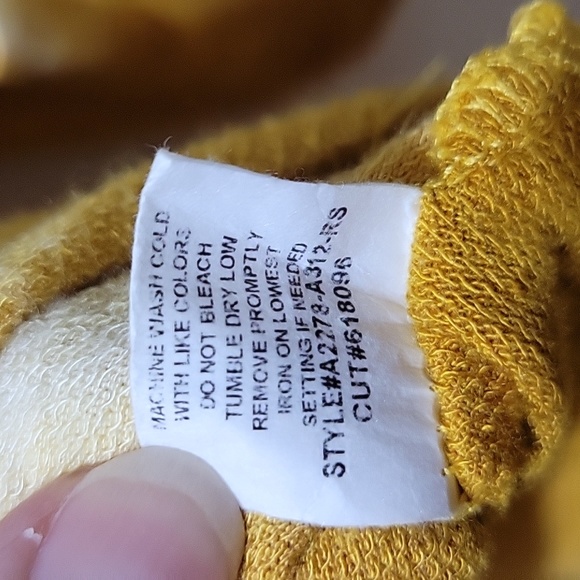 MACHINE WASH COLD
WITH LIKE COLORS
DO NOT BLEACH
TUMBLE DRY LOW
REMOVE PROMPTLY
IRON ON LOWEST
SETTING IF NEEDED
STYLE#A2278-A312-RS
CUT#618096